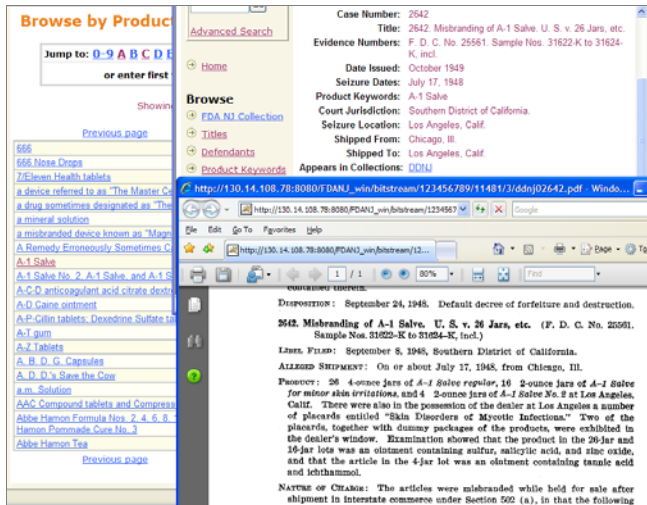 Browse by Produc
Jump to: 0-9 A B C D E
or enter first
Showin
Previous page
666
666 Nose Drops
7/Eleven Health tablets
a device referred to as "The Master Ce
a drug sometimes designated as "The
a mineral solution
a misbranded device known as "Magn
A Remedy Erroneously Sometimes C
A-1 Salve
A-1 Salve No. 2, A-1 Salve, and A-1 S
A-C-D anticoagulant acid citrate dextr
A-D Caine ointment
A-P-Cillin tablets; Dexedrine Sulfate ta
A-T gum
A-Z Tablets
A. B. D. G. Capsules
A. D. D.'s Save the Cow
a.m. Solution
AAC Compound tablets and Compress
Abbe Hamon Formula Nos. 2, 4, 6, 8,
Hamon Pommade Cure No. 3
Abbe Hamon Tea
Previous page
Advanced Search
Home
Browse
FDA NJ Collection
Titles
Defendants
Product Keywords
Case Number: 2642
Title: 2642. Misbranding of A-1 Salve. U. S. v. 26 Jars, etc.
Evidence Numbers: F. D. C. No. 25561. Sample Nos. 31622-K to 31624-
K, incl.
Date Issued: October 1949
Seizure Dates: July 17, 1948
Product Keywords: A-1 Salve
Court Jurisdiction: Southern District of California.
Seizure Location: Los Angeles, Calif.
Shipped From: Chicago, Ill.
Shipped To: Los Angeles, Calif.
Appears in Collections: DDNJ
http://130.14.108.78:8080/FDANJ_win/bitstream/123456789/11481/3/ddnj02642.pdf - Windo...
http://130.14.108.78:8080/FDANJ_win/bitstream/1234567
Google
File Edit Go To Favorites Help
http://130.14.108.78:8080/FDANJ_win/bitstream/12...
Page
To
1 / 1
80%
Find
contained therein.
DISPOSITION: September 24, 1948. Default decree of forfeiture and destruction.
2642. Misbranding of A-1 Salve. U. S. v. 26 Jars, etc. (F. D. C. No. 25561.
Sample Nos. 31622-K to 31624-K, incl.)
LIBEL FILED: September 8, 1948, Southern District of California.
ALLEGED SHIPMENT: On or about July 17, 1948, from Chicago, Ill.
PRODUCT: 26 4-ounce jars of A-1 Salve regular, 16 2-ounce jars of A-1 Salve
for minor skin irritations, and 4 2-ounce jars of A-1 Salve No. 2 at Los Angeles,
Calif. There were also in the possession of the dealer at Los Angeles a number
of placards entitled "Skin Disorders of Mycotic Infections." Two of the
placards, together with dummy packages of the products, were exhibited in
the dealer's window. Examination showed that the product in the 26-jar and
16-jar lots was an ointment containing sulfur, salicylic acid, and zinc oxide,
and that the article in the 4-jar lot was an ointment containing tannic acid
and ichthammol.
NATURE OF CHARGE: The articles were misbranded while held for sale after
shipment in interstate commerce under Section 502 (a), in that the following